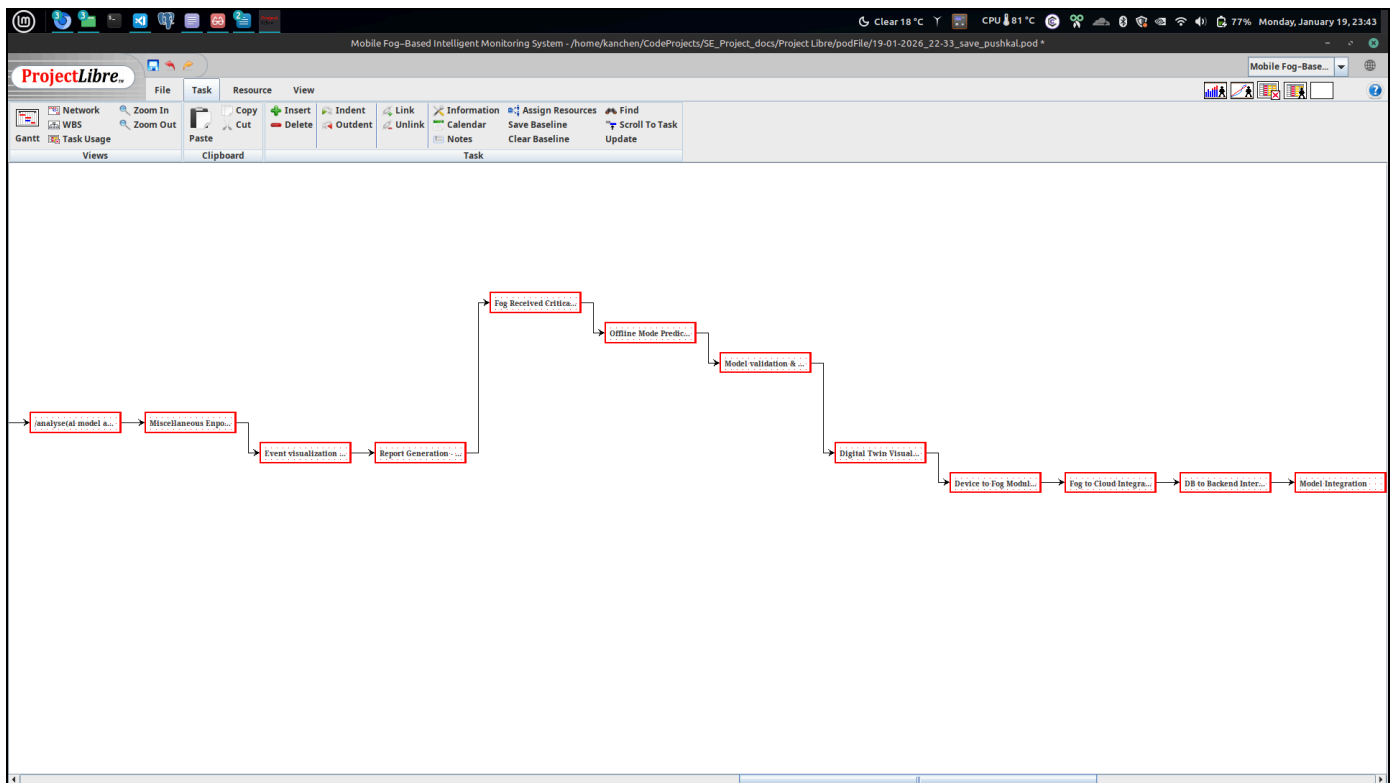 Clear 18 °C
CPU 81 °C
77% Monday, January 19, 23:43
Mobile Fog-Based Intelligent Monitoring System - /home/kanchen/CodeProjects/SE_Project_docs/Project Libre/podFile/19-01-2026_22-33_save_pushkal.pod *
ProjectLibre
Mobile Fog-Base...
File Task Resource View
Network Zoom In Copy Insert Indent Link Information Assign Resources Find
WBS Zoom Out Cut Delete Outdent Unlink Calendar Save Baseline Scroll To Task
Gantt Task Usage Paste Notes Clear Baseline Update
Views Clipboard Task
Fog Received Critica...
Offline Mode Predic...
Model validation & ...
/analyse(ai model a...
Miscellaneous Enpo...
Event visualization ...
Report Generation - ...
Digital Twin Visual...
Device to Fog Modul...
Fog to Cloud Integra...
DB to Backend Inter...
Model Integration